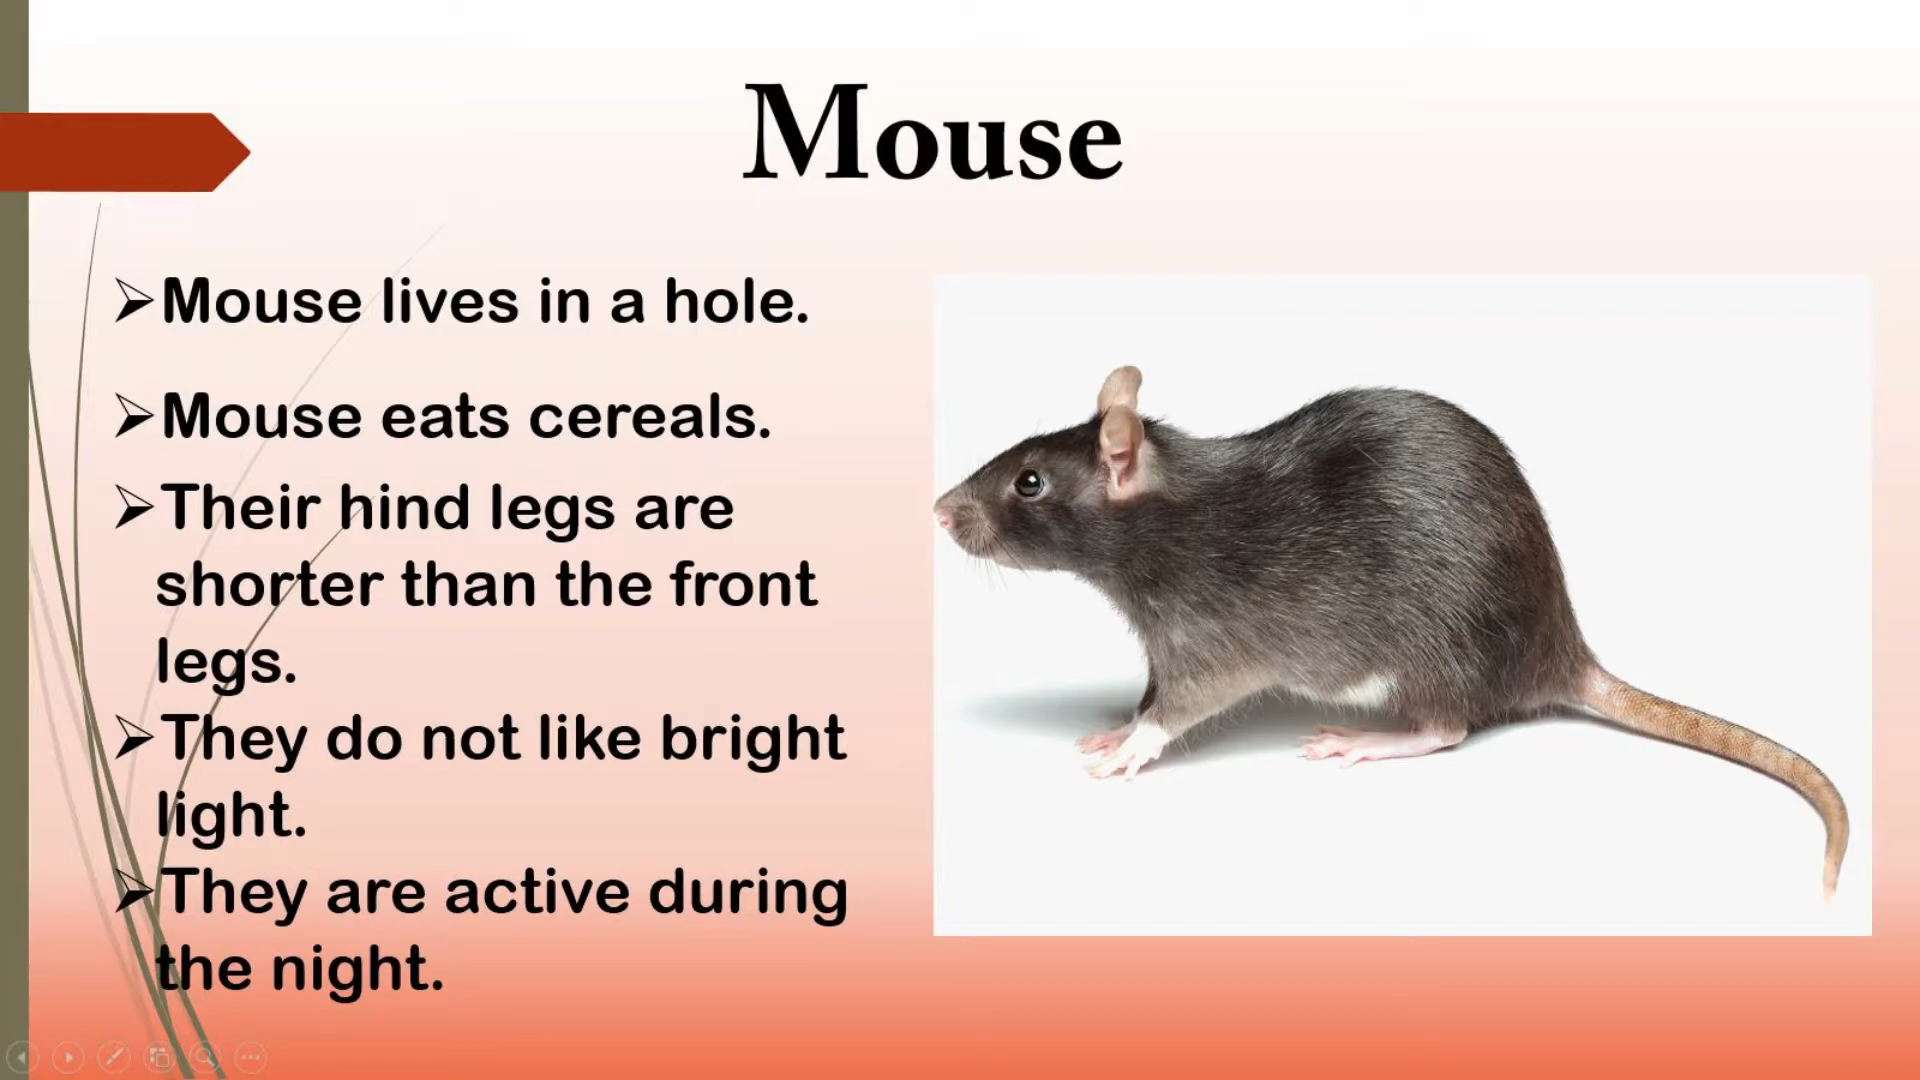 Mouse
➢Mouse lives in a hole.
➢Mouse eats cereals.
➢Their hind legs are
shorter than the front
legs.
➢They do not like bright
light.
➢They are active during
the night.